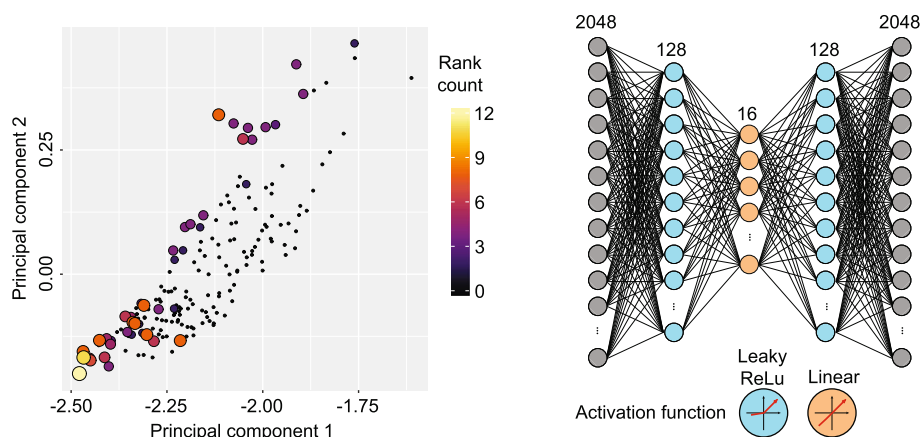 Principal component 2
0.25
0.00
-2.50
-2.25
-2.00
-1.75
Principal component 1
Rank
count
12
9
6
3
0
2048
128
16
128
2048
...
...
...
...
...
Leaky
ReLu
Linear
Activation function